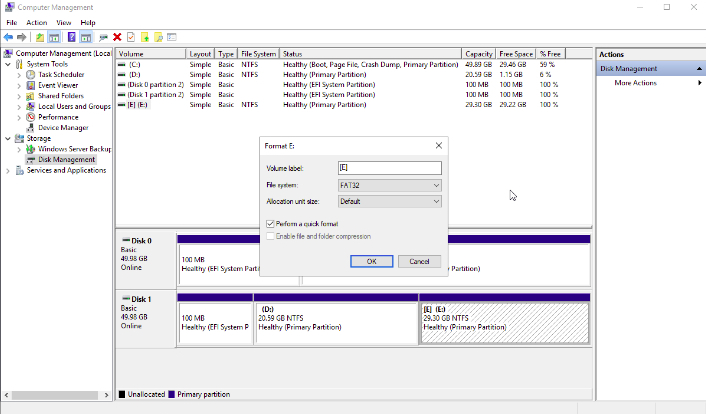 Computer Management
File Action View Help
Computer Management (Local
System Tools
Task Scheduler
Event Viewer
Shared Folders
Local Users and Groups
Performance
Device Manager
Storage
Windows Server Backup
Disk Management
Services and Applications
Volume Layout Type File System Status Capacity Free Space % Free
(C:) Simple Basic NTFS Healthy (Boot, Page File, Crash Dump, Primary Partition) 49.89 GB 29.46 GB 59 %
(D:) Simple Basic NTFS Healthy (Primary Partition) 20.59 GB 1.15 GB 6 %
(Disk 0 partition 2) Simple Basic Healthy (EFI System Partition) 100 MB 100 MB 100 %
(Disk 1 partition 2) Simple Basic Healthy (EFI System Partition) 100 MB 100 MB 100 %
[E] (E:) Simple Basic NTFS Healthy (Primary Partition) 29.30 GB 29.22 GB 100 %
Actions
Disk Management
More Actions
Format E:
Volume label: [E]
File system: FAT32
Allocation unit size: Default
Perform a quick format
Enable file and folder compression
OK Cancel
Disk 0
Basic
49.98 GB
Online
100 MB
Healthy (EFI System Partit
y Partition)
Disk 1
Basic
49.98 GB
Online
100 MB
Healthy (EFI System P
(D:)
20.59 GB NTFS
Healthy (Primary Partition)
[E] (E:)
29.30 GB NTFS
Healthy (Primary Partition)
Unallocated Primary partition